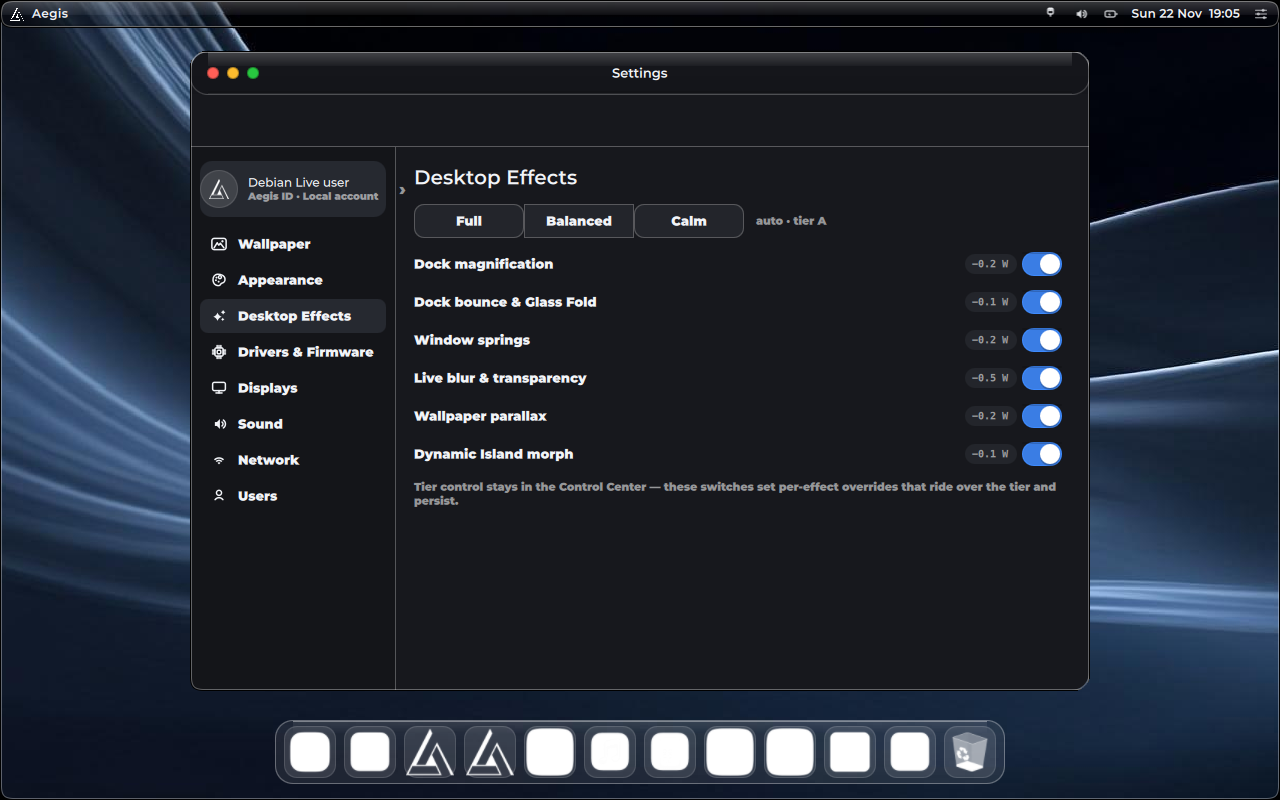 Aegis
Sun 22 Nov 19:05
Settings
Debian Live user
Aegis ID • Local account
Wallpaper
Appearance
Desktop Effects
Drivers & Firmware
Displays
Sound
Network
Users
Desktop Effects
Full
Balanced
Calm
auto • tier A
Dock magnification
−0.2 W
Dock bounce & Glass Fold
−0.1 W
Window springs
−0.2 W
Live blur & transparency
−0.5 W
Wallpaper parallax
−0.2 W
Dynamic Island morph
−0.1 W
Tier control stays in the Control Center — these switches set per-effect overrides that ride over the tier and
persist.